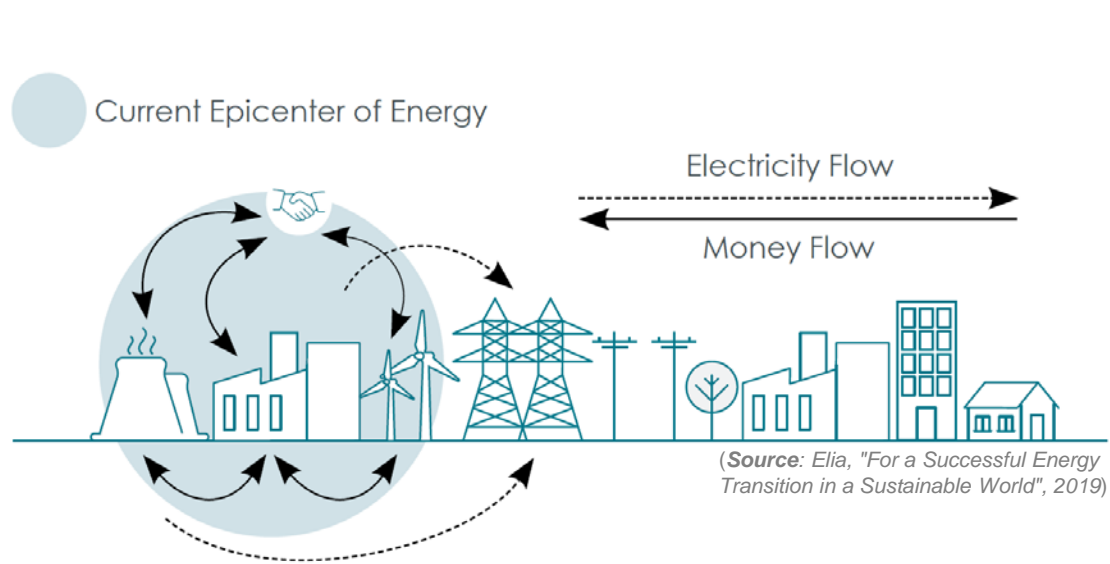 Current Epicenter of Energy
Electricity Flow
Money Flow
(Source: Elia, "For a Successful Energy
Transition in a Sustainable World", 2019)